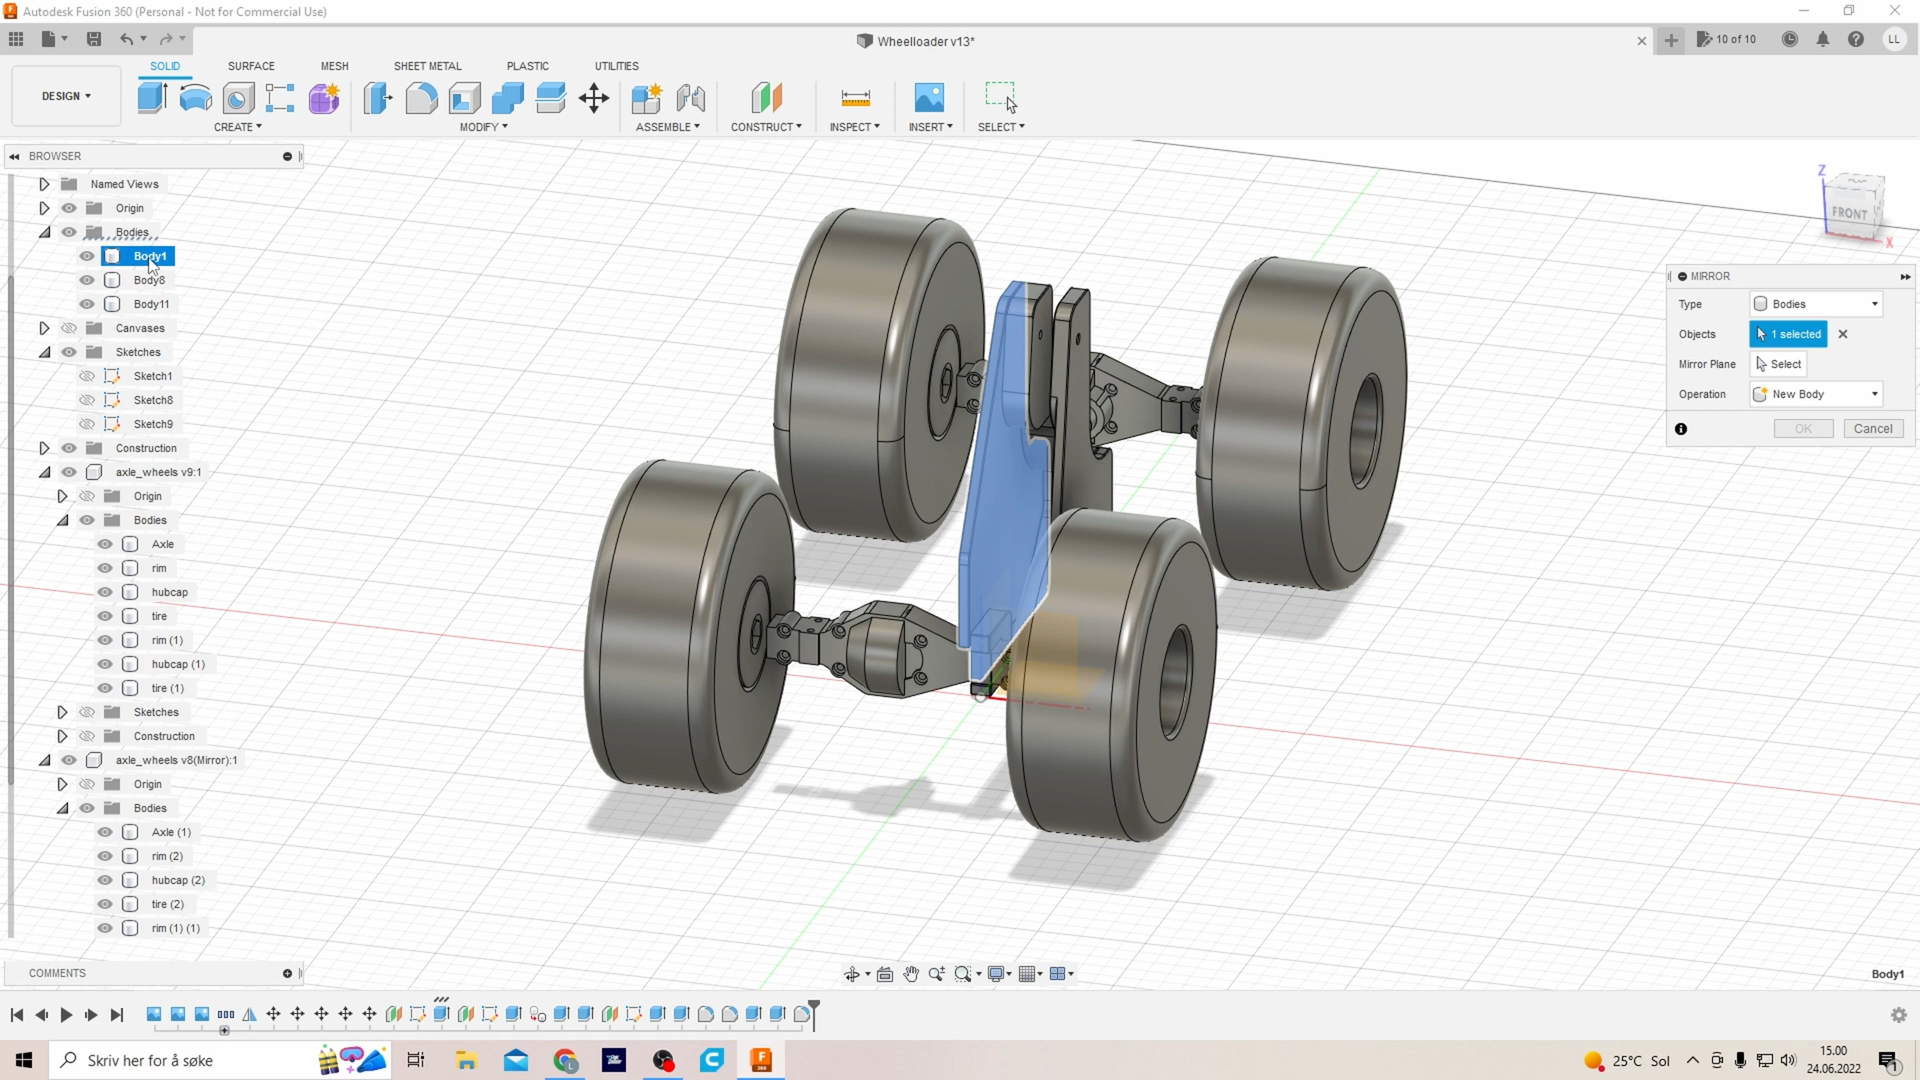 Autodesk Fusion 360 (Personal - Not for Commercial Use)
Wheelloader v13*
10 of 10
LL
DESIGN
SOLID
SURFACE
MESH
SHEET METAL
PLASTIC
UTILITIES
CREATE
MODIFY
ASSEMBLE
CONSTRUCT
INSPECT
INSERT
SELECT
BROWSER
Named Views
Origin
Bodies
Body1
Body8
Body11
Canvases
Sketches
Sketch1
Sketch8
Sketch9
Construction
axle_wheels v9:1
Origin
Bodies
Axle
rim
hubcap
tire
rim (1)
hubcap (1)
tire (1)
Sketches
Construction
axle_wheels v8(Mirror):1
Origin
Bodies
Axle (1)
rim (2)
hubcap (2)
tire (2)
rim (1) (1)
Z
FRONT
X
MIRROR
Type
Bodies
Objects
1 selected
Mirror Plane
Select
Operation
New Body
OK
Cancel
COMMENTS
Body1
Skriv her for å søke
25°C Sol
15.00
24.06.2022
1